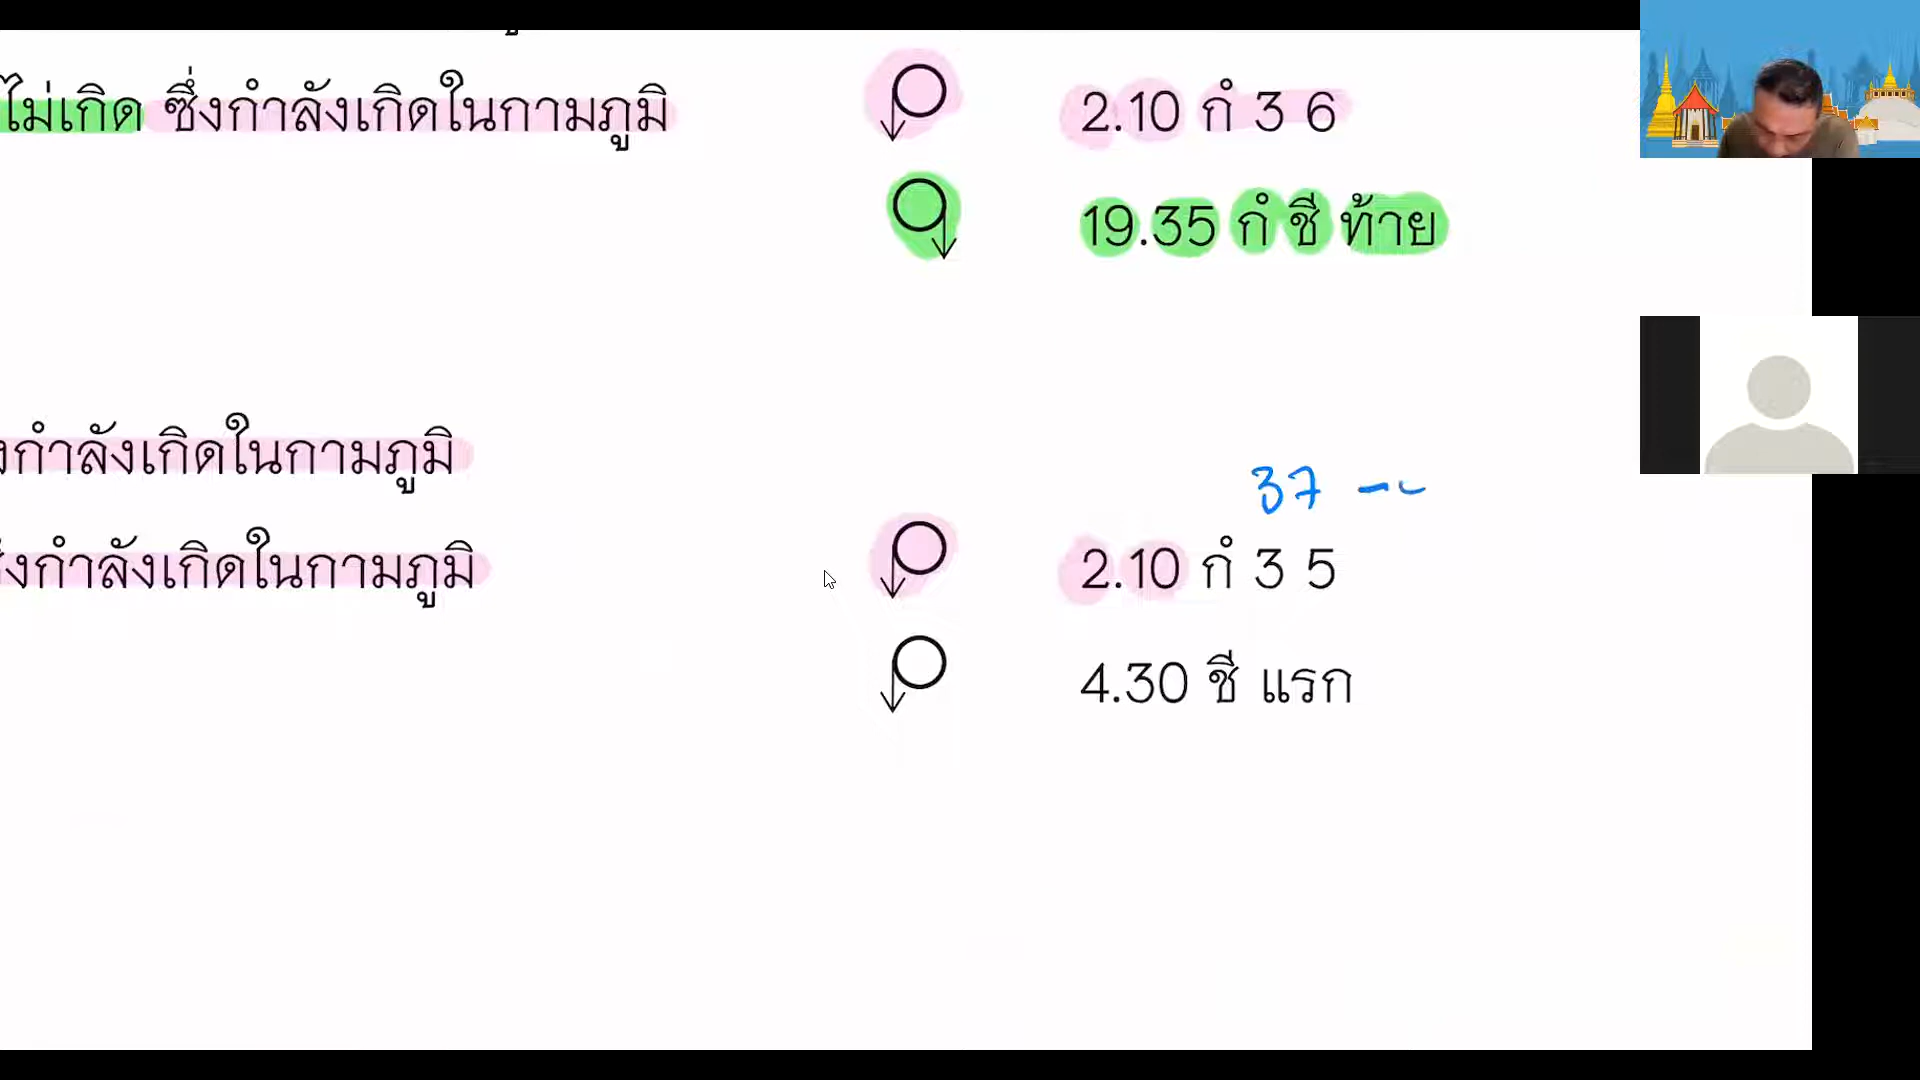 ไม่เกิด ซึ่งกำลังเกิดในกามภูมิ 2.10 กํ 3 6
19.35 กํ ชี ท้าย
กำลังเกิดในกามภูมิ
37
กำลังเกิดในกามภูมิ 2.10 กํ 3 5
4.30 ชี แรก